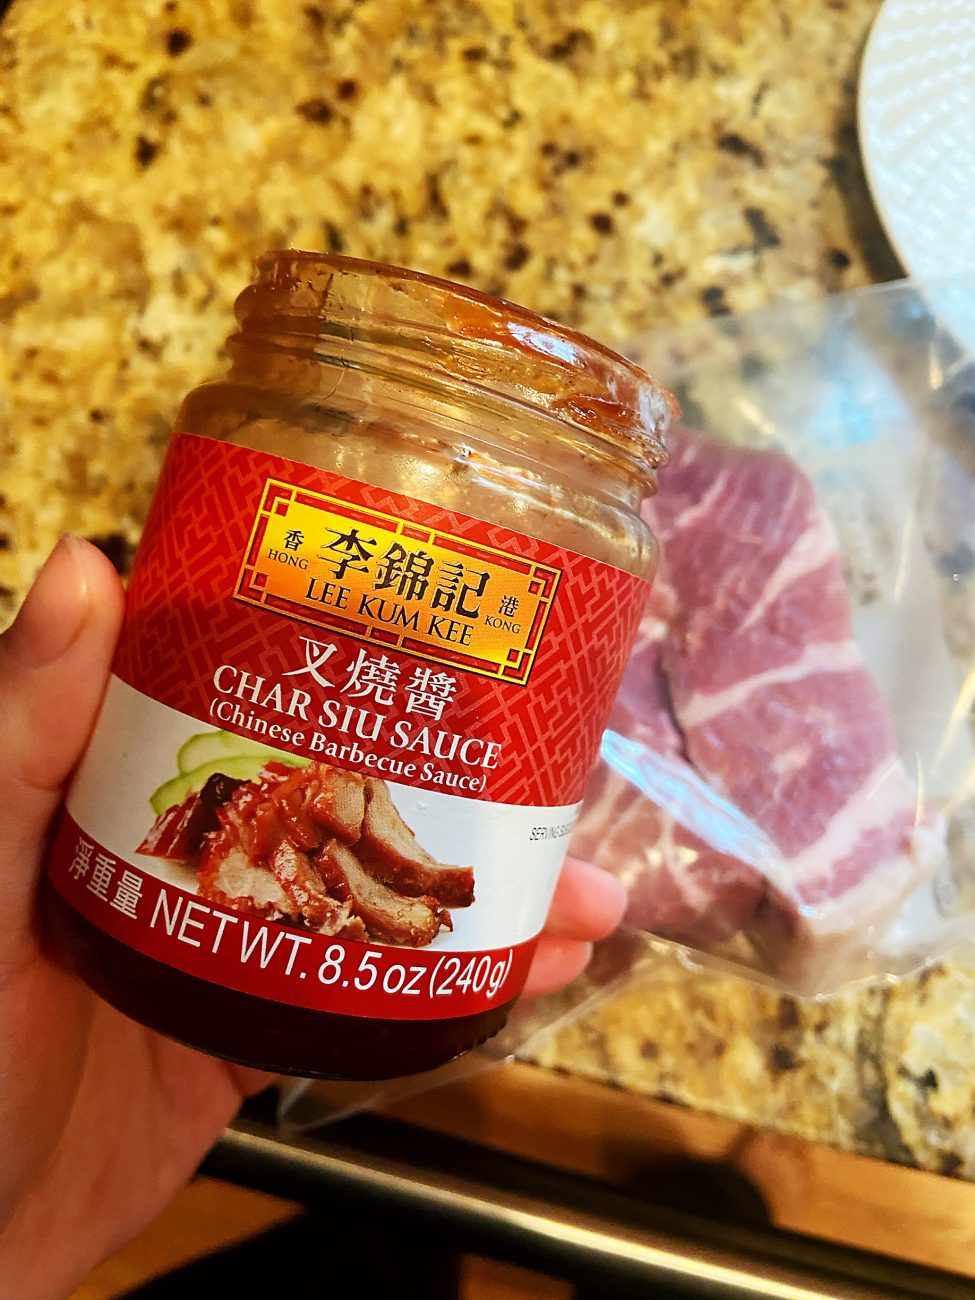 香 李錦記 港
HONG LEE KUM KEE KONG
叉燒醬
CHAR SIU SAUCE
(Chinese Barbecue Sauce)
淨重量 NET WT. 8.5 oz (240g)